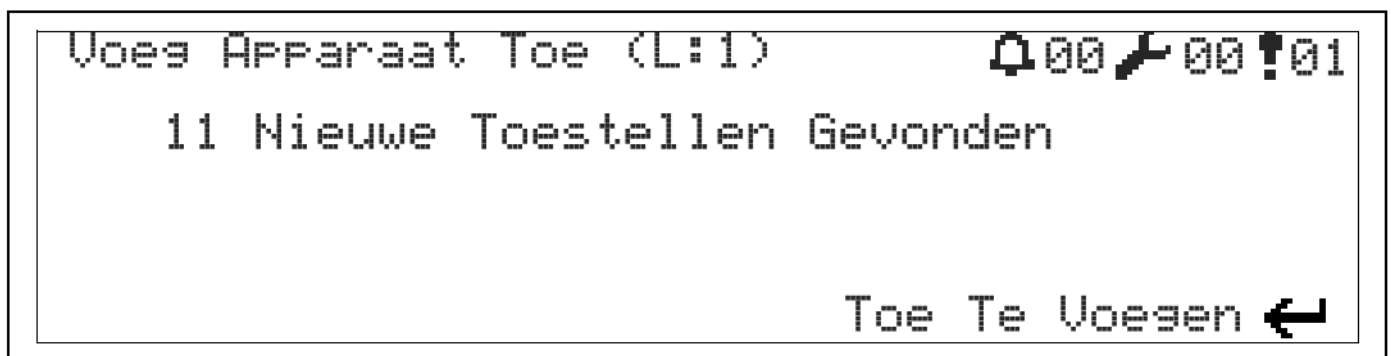 Voeg Apparaat Toe (L:1) 00 00 01
11 Nieuwe Toestellen Gevonden
Toe Te Voegen